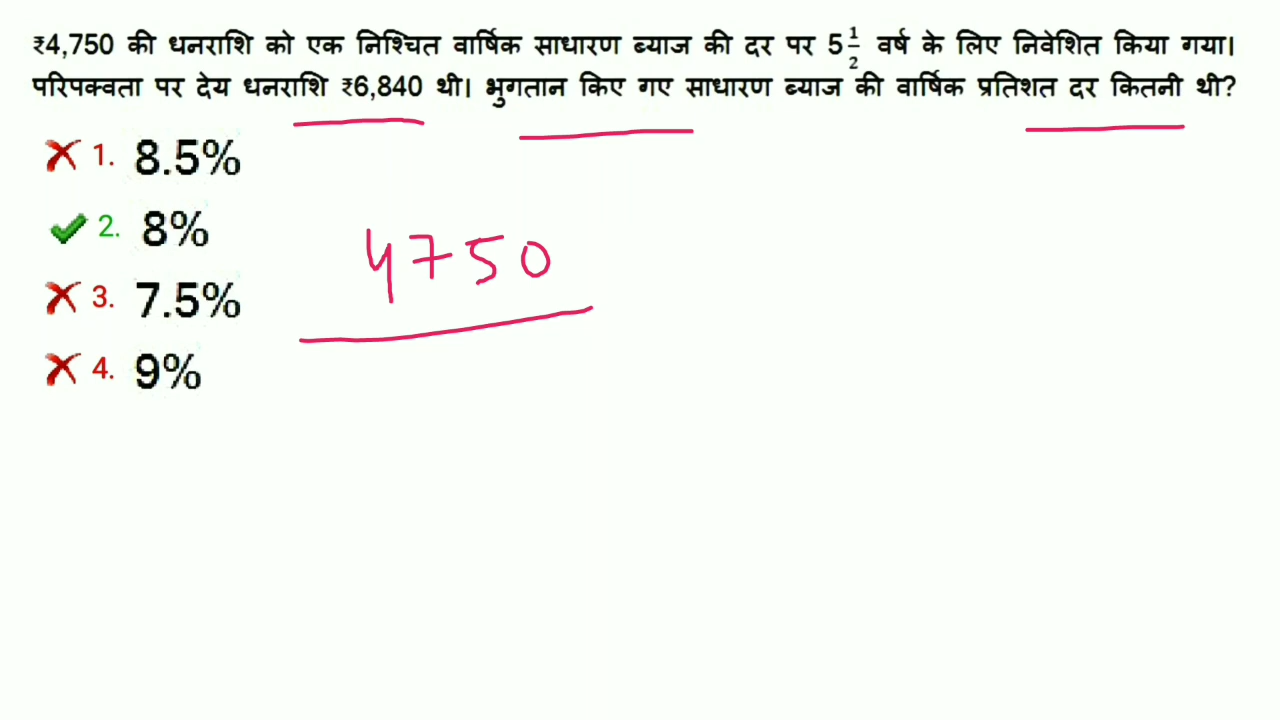 ₹4,750 की धनराशि को एक निश्चित वार्षिक साधारण ब्याज की दर पर 5 1/2 वर्ष के लिए निवेशित किया गया।
परिपक्वता पर देय धनराशि ₹6,840 थी। भुगतान किए गए साधारण ब्याज की वार्षिक प्रतिशत दर कितनी थी?
1. 8.5%
2. 8%
3. 7.5%
4. 9%
4750